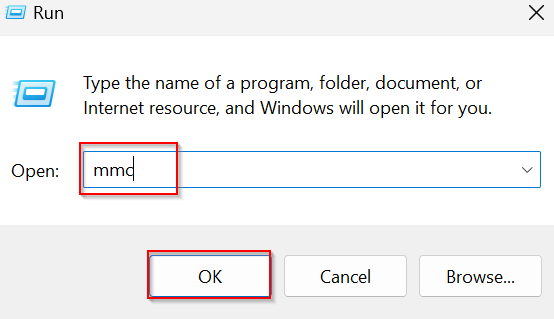 Run
Type the name of a program, folder, document, or
Internet resource, and Windows will open it for you.
Open: mmc
OK Cancel Browse...